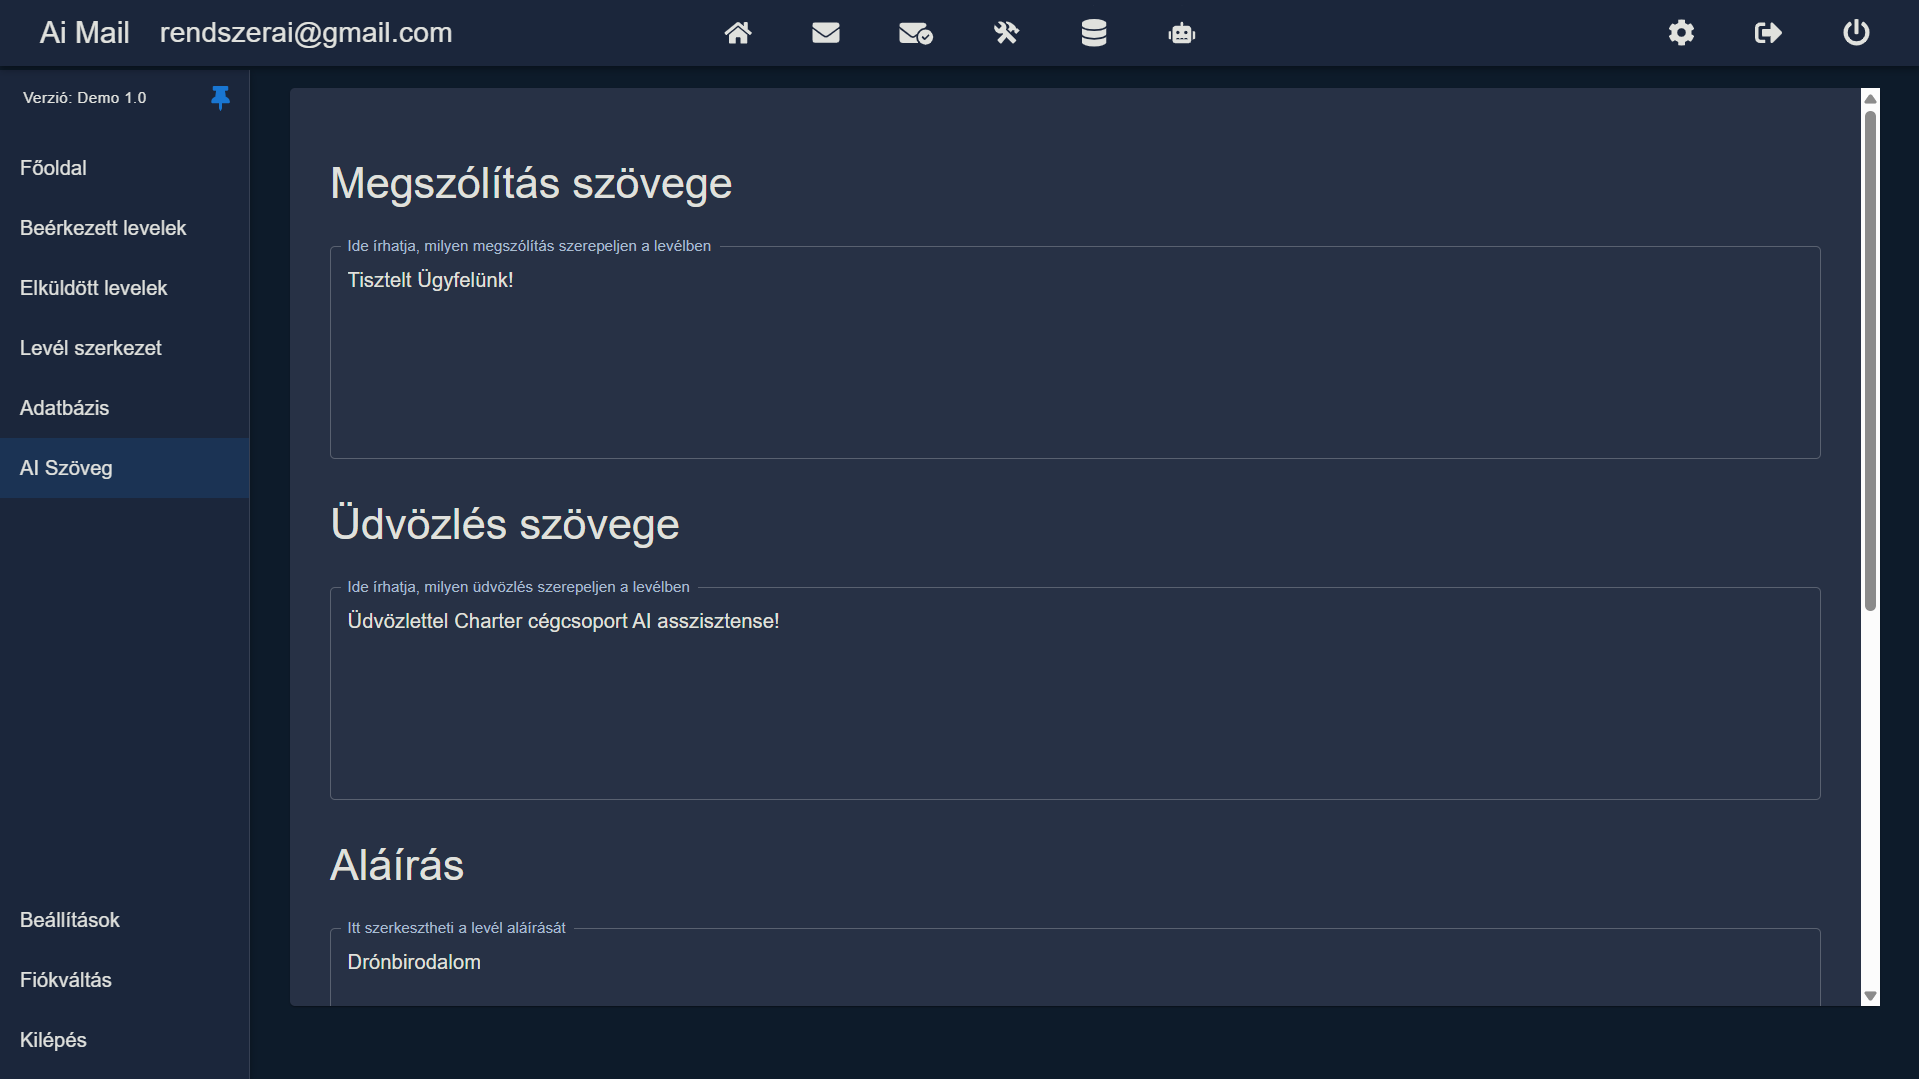 Ai Mail rendszerai@gmail.com
Verzió: Demo 1.0
Főoldal
Beérkezett levelek
Elküldött levelek
Levél szerkezet
Adatbázis
AI Szöveg
Beállítások
Fiókváltás
Kilépés
Megszólítás szövege
Ide írhatja, milyen megszólítás szerepeljen a levélben
Tisztelt Ügyfelünk!
Üdvözlés szövege
Ide írhatja, milyen üdvözlés szerepeljen a levélben
Üdvözlettel Charter cégcsoport AI asszisztense!
Aláírás
Itt szerkesztheti a levél aláírását
Drónbirodalom